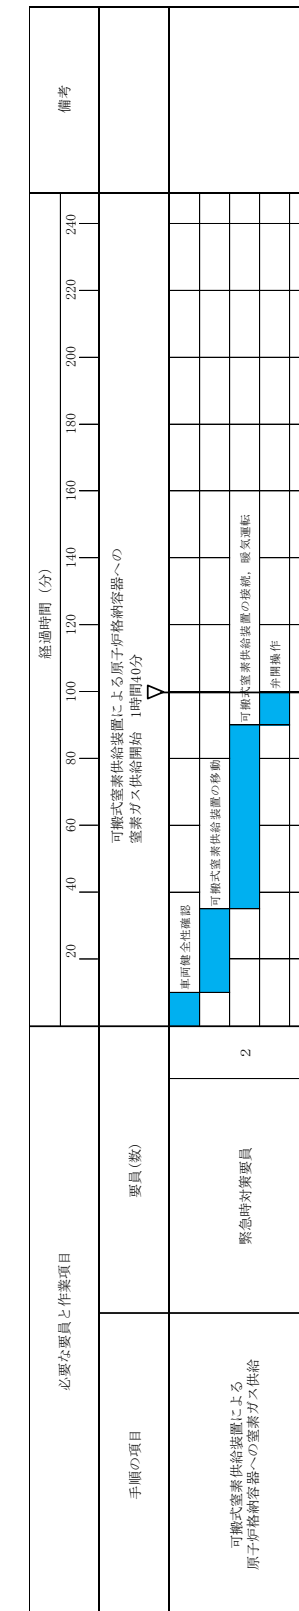 必要な要員と作業項目
経過時間（分）
備考
手順の項目
要員(数)
20
40
60
80
100
120
140
160
180
200
220
240
可搬式窒素供給装置による原子炉格納容器への
窒素ガス供給開始　1時間40分
可搬式窒素供給装置による
原子炉格納容器への窒素ガス供給
緊急時対策要員
2
車両健全性確認
可搬式窒素供給装置の移動
可搬式窒素供給装置の接続，暖気運転
弁開操作